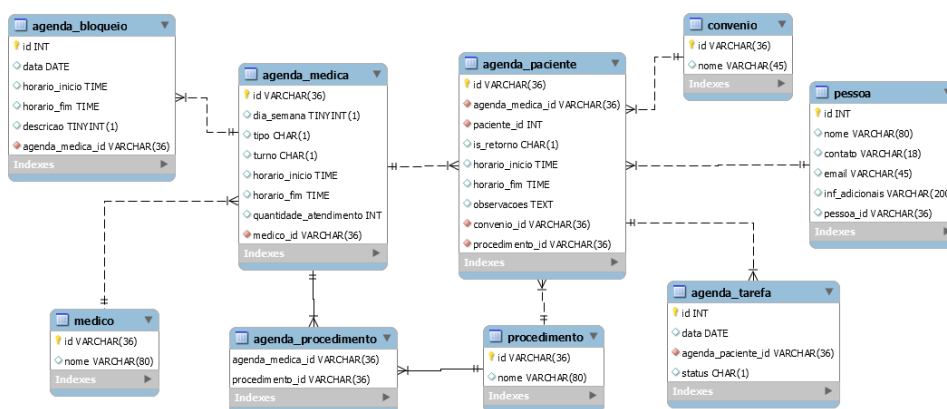 agenda_bloqueio
id INT
data DATE
horario_inicio TIME
horario_fim TIME
descricao TINYINT(1)
agenda_medica_id VARCHAR(36)
Indexes
agenda_medica
id VARCHAR(36)
dia_semana TINYINT(1)
tipo CHAR(1)
turno CHAR(1)
horario_inicio TIME
horario_fim TIME
quantidade_atendimento INT
medico_id VARCHAR(36)
Indexes
agenda_paciente
id VARCHAR(36)
agenda_medica_id VARCHAR(36)
paciente_id INT
is_retorno CHAR(1)
horario_inicio TIME
horario_fim TIME
observacoes TEXT
convenio_id VARCHAR(36)
procedimento_id VARCHAR(36)
Indexes
convenio
id VARCHAR(36)
nome VARCHAR(45)
Indexes
pessoa
id INT
nome VARCHAR(80)
contato VARCHAR(18)
email VARCHAR(45)
inf_adicionais VARCHAR(200
pessoa_id VARCHAR(36)
Indexes
medico
id VARCHAR(36)
nome VARCHAR(80)
Indexes
agenda_procedimento
agenda_medica_id VARCHAR(36)
procedimento_id VARCHAR(36)
Indexes
procedimento
id VARCHAR(36)
nome VARCHAR(80)
Indexes
agenda_tarefa
id INT
data DATE
agenda_paciente_id VARCHAR(36)
status CHAR(1)
Indexes